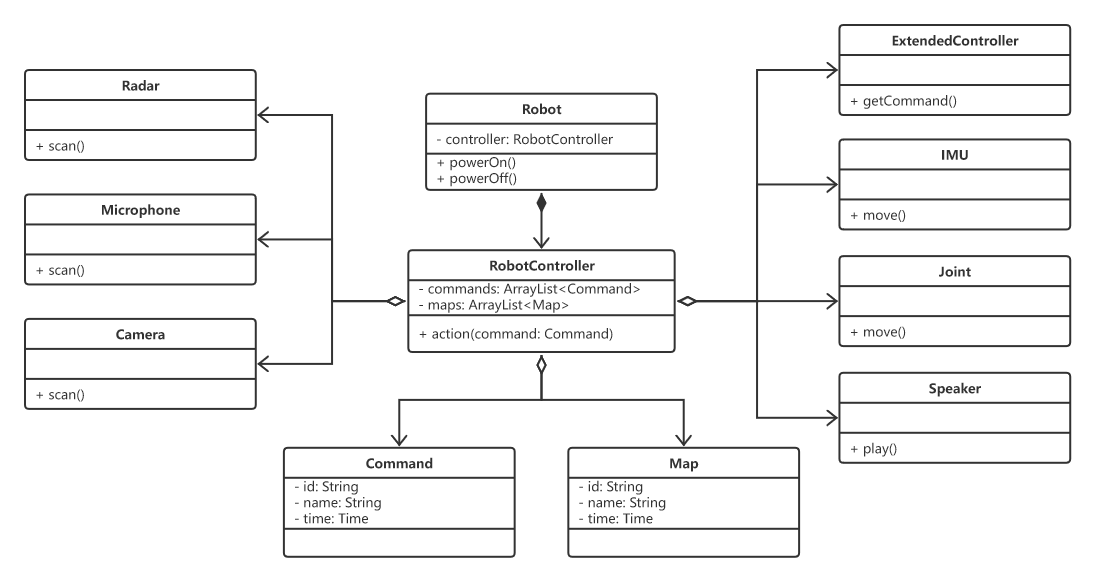 Radar
+ scan()
Microphone
+ scan()
Camera
+ scan()
Robot
- controller: RobotController
+ powerOn()
+ powerOff()
RobotController
- commands: ArrayList<Command>
- maps: ArrayList<Map>
+ action(command: Command)
Command
- id: String
- name: String
- time: Time
Map
- id: String
- name: String
- time: Time
ExtendedController
+ getCommand()
IMU
+ move()
Joint
+ move()
Speaker
+ play()